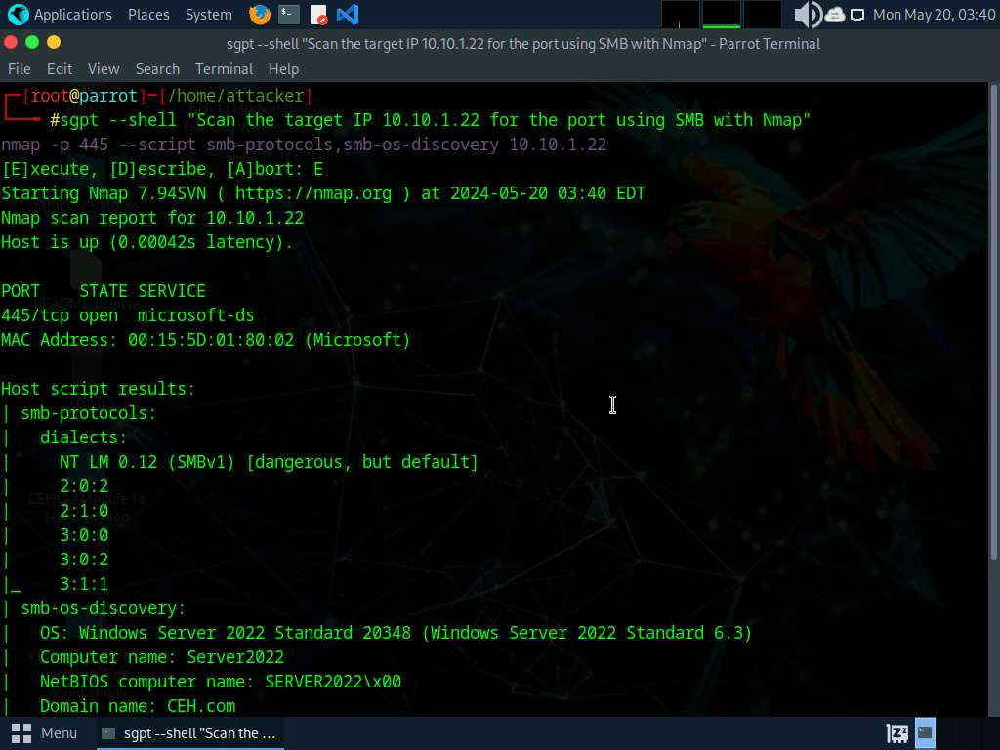 Applications Places System Mon May 20, 03:40
sgpt --shell "Scan the target IP 10.10.1.22 for the port using SMB with Nmap" - Parrot Terminal
File Edit View Search Terminal Help
┌─[root@parrot]─[/home/attacker]
└──╼ #sgpt --shell "Scan the target IP 10.10.1.22 for the port using SMB with Nmap"
nmap -p 445 --script smb-protocols,smb-os-discovery 10.10.1.22
[E]xecute, [D]escribe, [A]bort: E
Starting Nmap 7.94SVN ( https://nmap.org ) at 2024-05-20 03:40 EDT
Nmap scan report for 10.10.1.22
Host is up (0.00042s latency).
PORT    STATE SERVICE
445/tcp open  microsoft-ds
MAC Address: 00:15:5D:01:80:02 (Microsoft)
Host script results:
| smb-protocols:
|   dialects:
|     NT LM 0.12 (SMBv1) [dangerous, but default]
|     2:0:2
|     2:1:0
|     3:0:0
|     3:0:2
|_    3:1:1
| smb-os-discovery:
|   OS: Windows Server 2022 Standard 20348 (Windows Server 2022 Standard 6.3)
|   Computer name: Server2022
|   NetBIOS computer name: SERVER2022\x00
|   Domain name: CEH.com
Menu sgpt --shell "Scan the ...